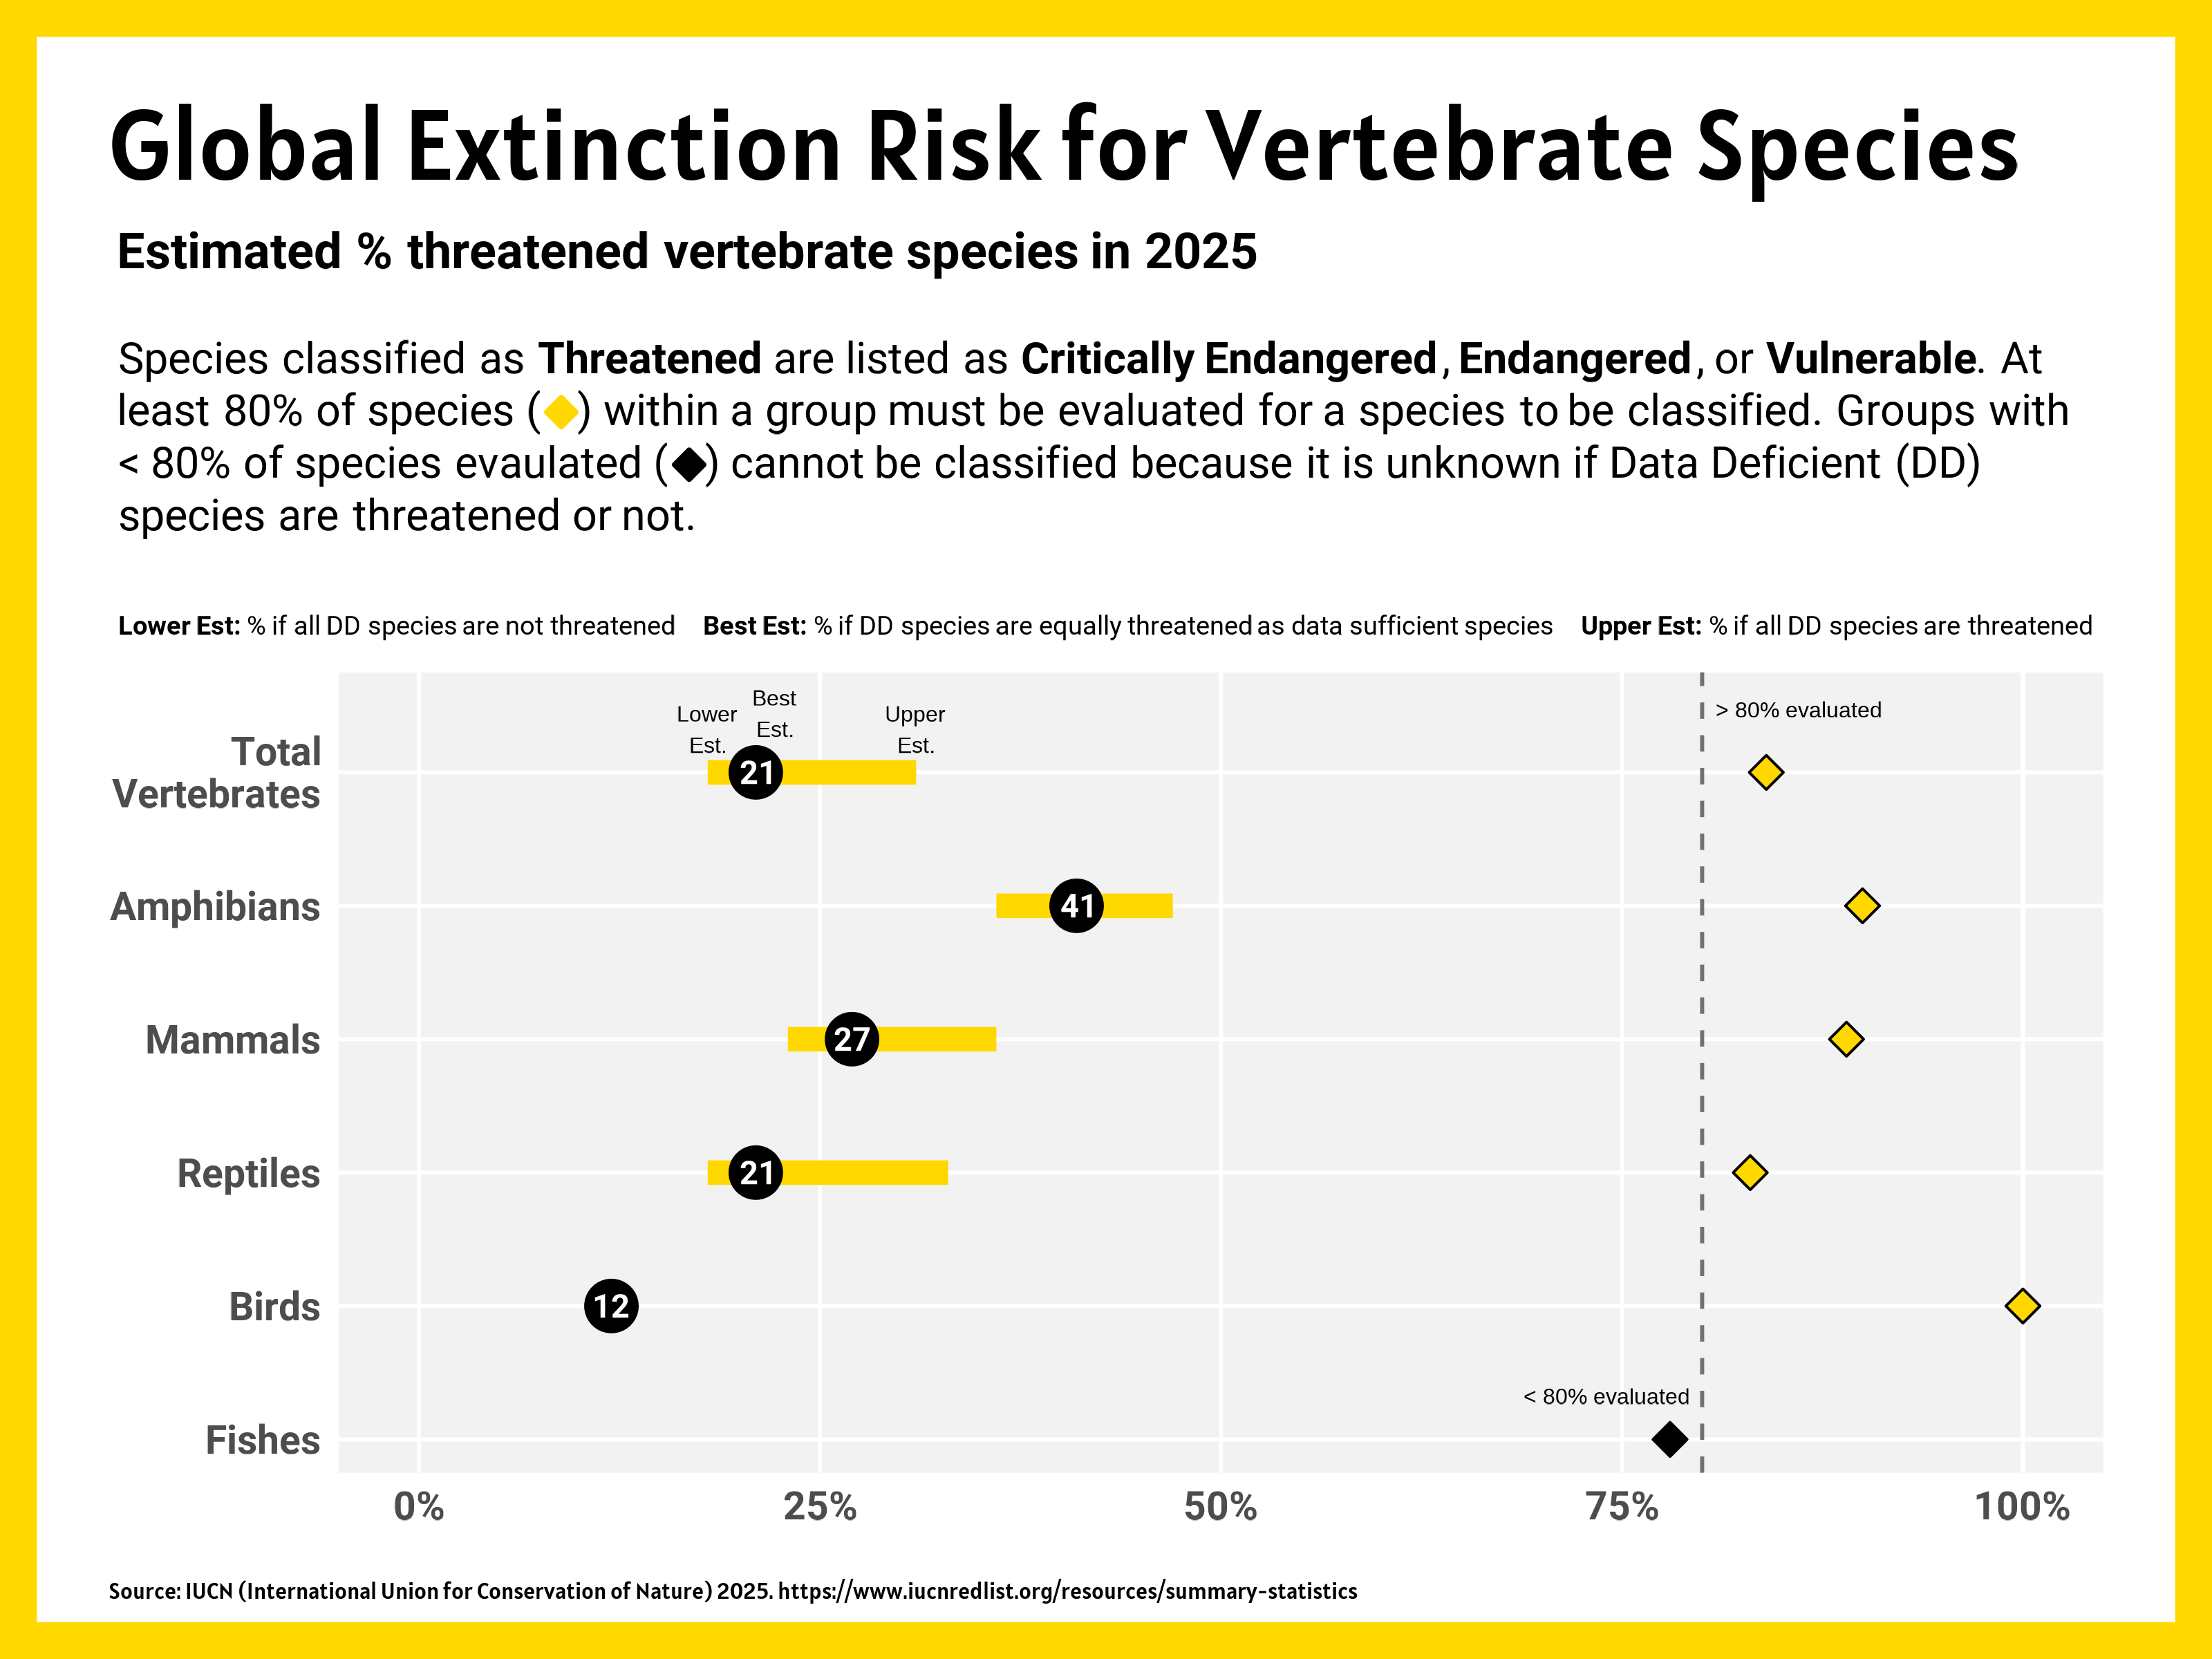 Global Extinction Risk for Vertebrate Species
Estimated % threatened vertebrate species in 2025
Species classified as Threatened are listed as Critically Endangered, Endangered, or Vulnerable. At
least 80% of species (◆) within a group must be evaluated for a species to be classified. Groups with
< 80% of species evaulated (◆) cannot be classified because it is unknown if Data Deficient (DD)
species are threatened or not.
Lower Est: % if all DD species are not threatened Best Est: % if DD species are equally threatened as data sufficient species Upper Est: % if all DD species are threatened
Lower
Est.
Best
Est.
Upper
Est.
> 80% evaluated
Total
Vertebrates
21
Amphibians
41
Mammals
27
Reptiles
21
Birds
12
< 80% evaluated
Fishes
0% 25% 50% 75% 100%
Source: IUCN (International Union for Conservation of Nature) 2025. https://www.iucnredlist.org/resources/summary-statistics